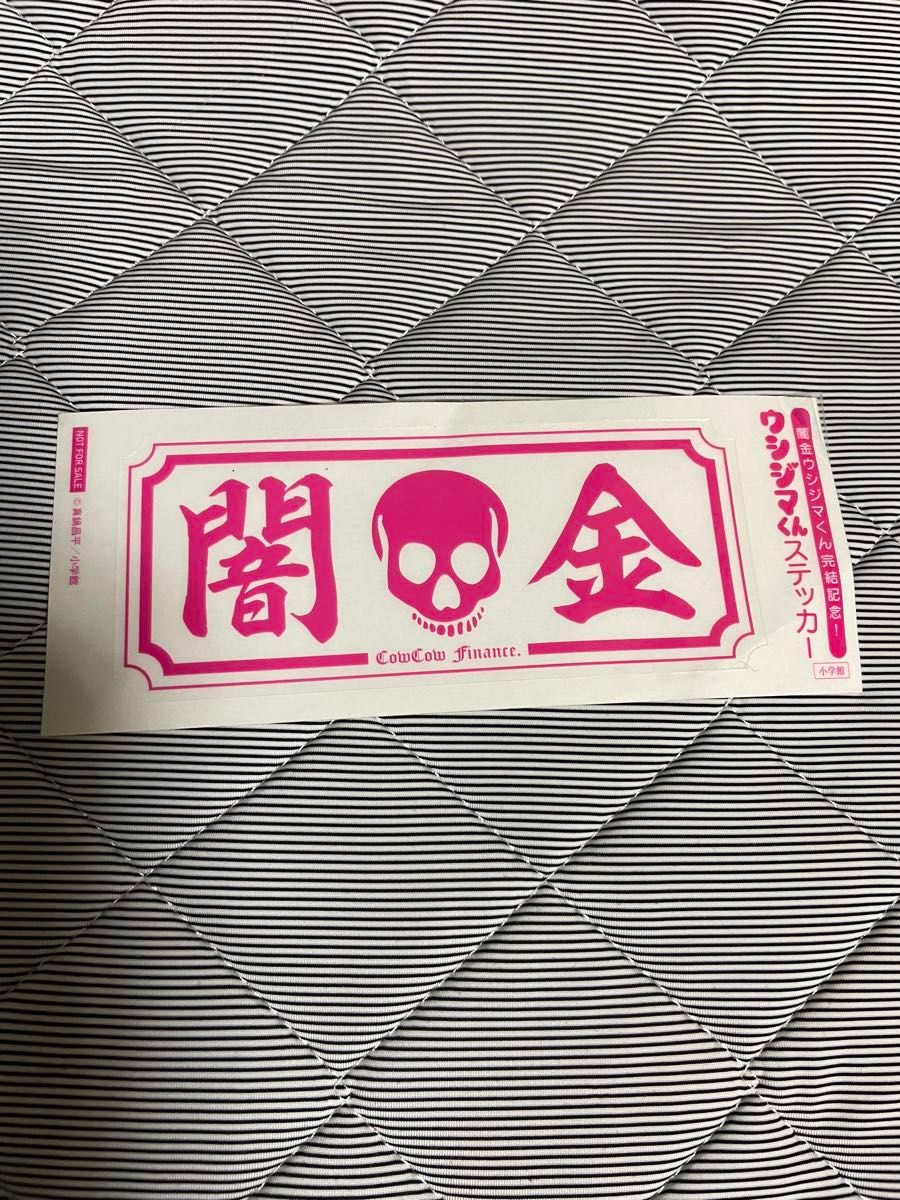 闇金ウシジマくん完結記念!
ウシジマくんステッカー
小学館
闇金
CowCow Finance.
NOT FOR SALE
©真鍋昌平/小学館